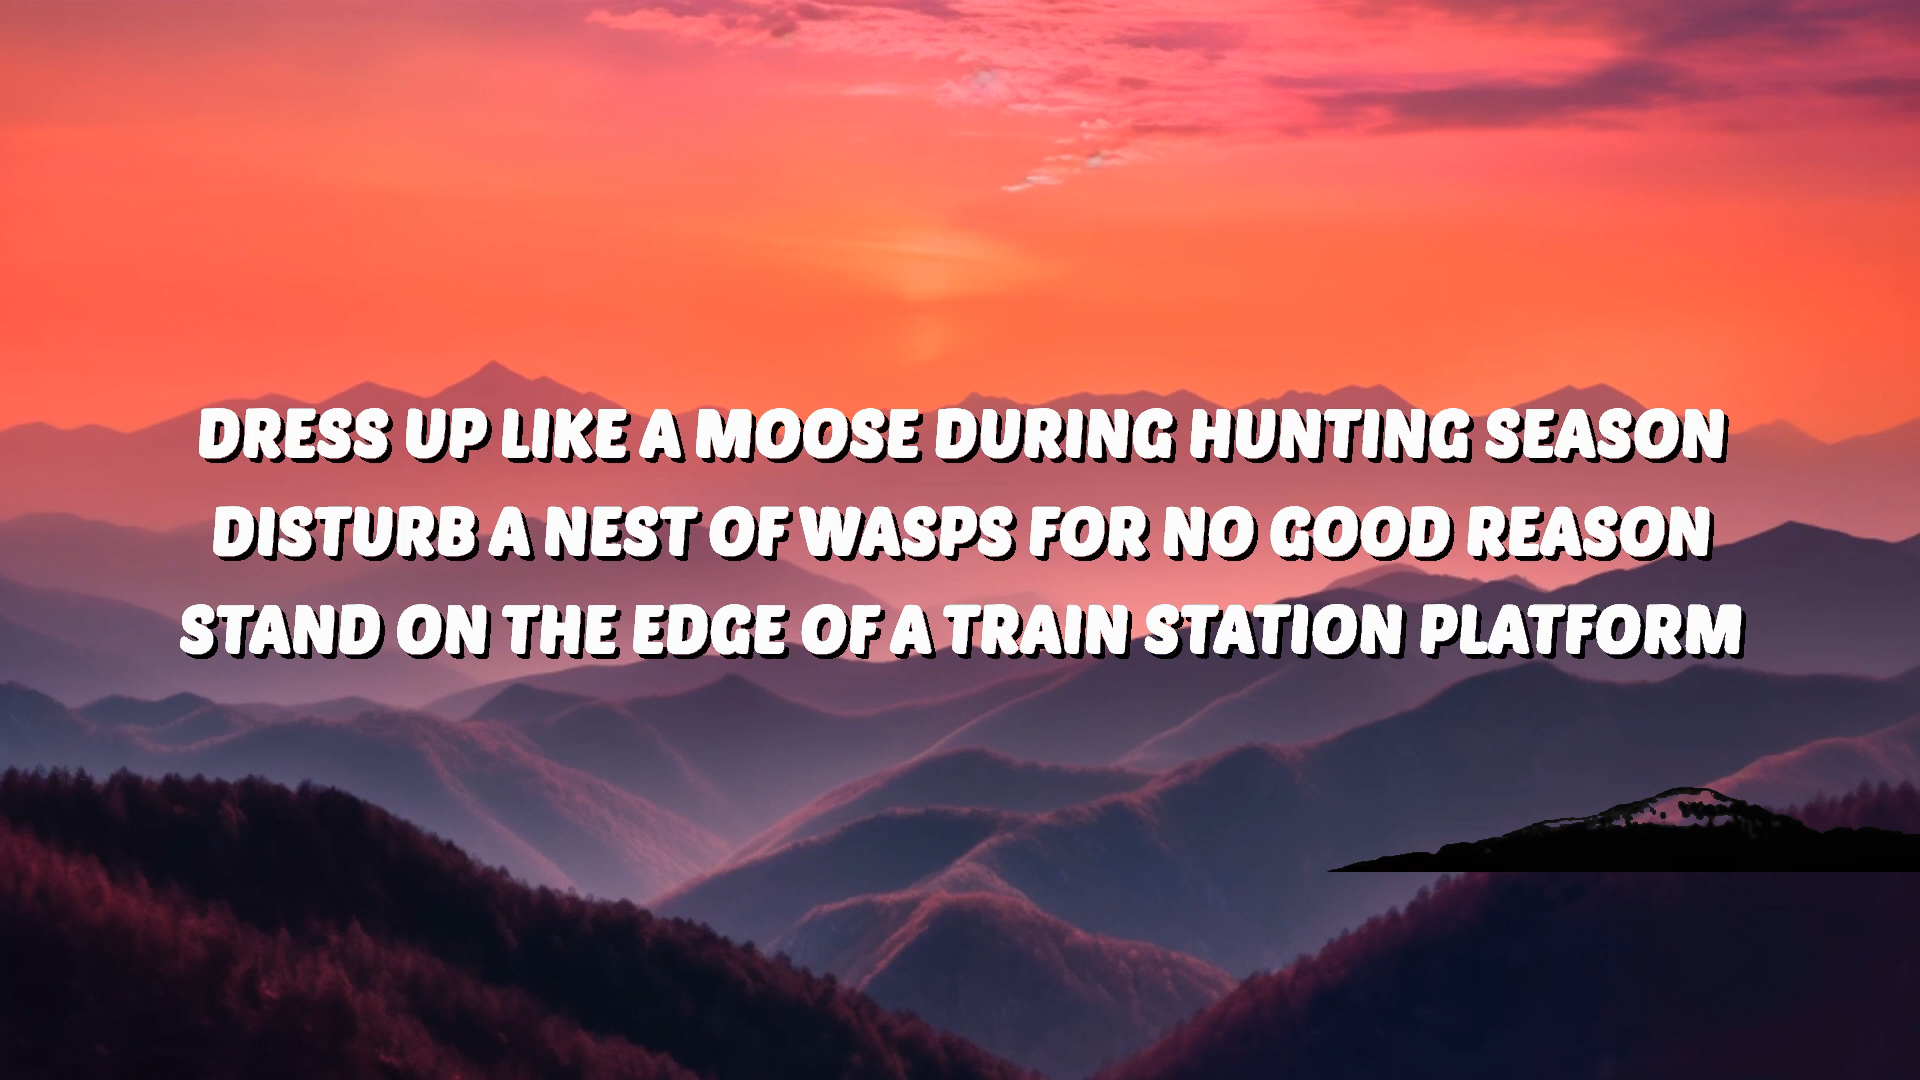 DRESS UP LIKE A MOOSE DURING HUNTING SEASON
DISTURB A NEST OF WASPS FOR NO GOOD REASON
STAND ON THE EDGE OF A TRAIN STATION PLATFORM